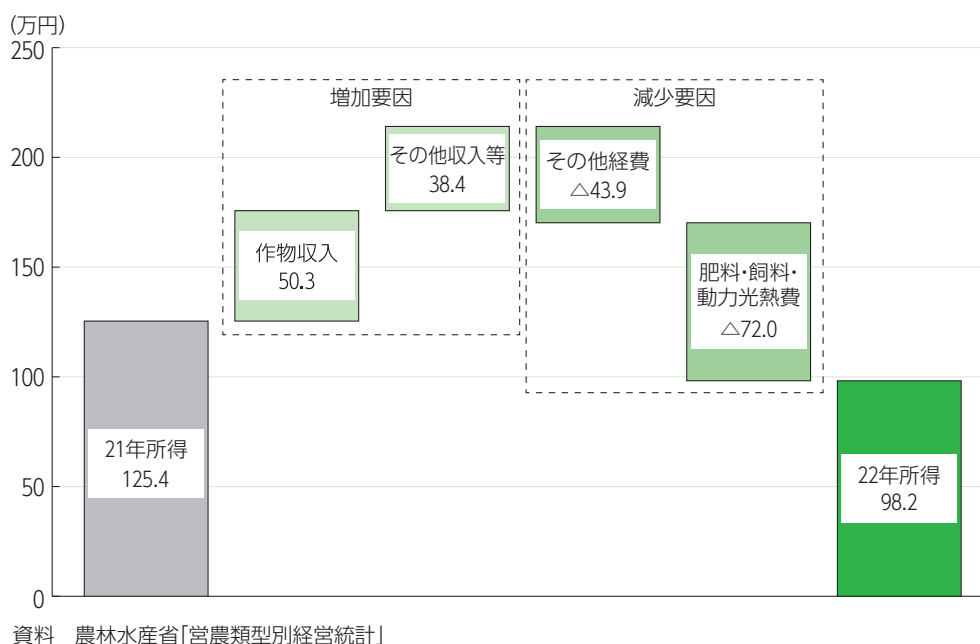 (万円)
250
200
150
100
50
0
増加要因
減少要因
21年所得
125.4
作物収入
50.3
その他収入等
38.4
その他経費
△43.9
肥料・飼料・
動力光熱費
△72.0
22年所得
98.2
資料 農林水産省「営農類型別経営統計」